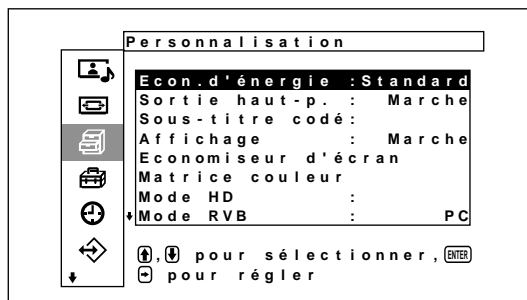 Personnalisation
Econ.d'énergie :Standard
Sortie haut-p. : Marche
Sous-titre codé:
Affichage : Marche
Economiseur d'écran
Matrice couleur
Mode HD :
Mode RVB : PC
, pour sélectionner, ENTER
pour régler